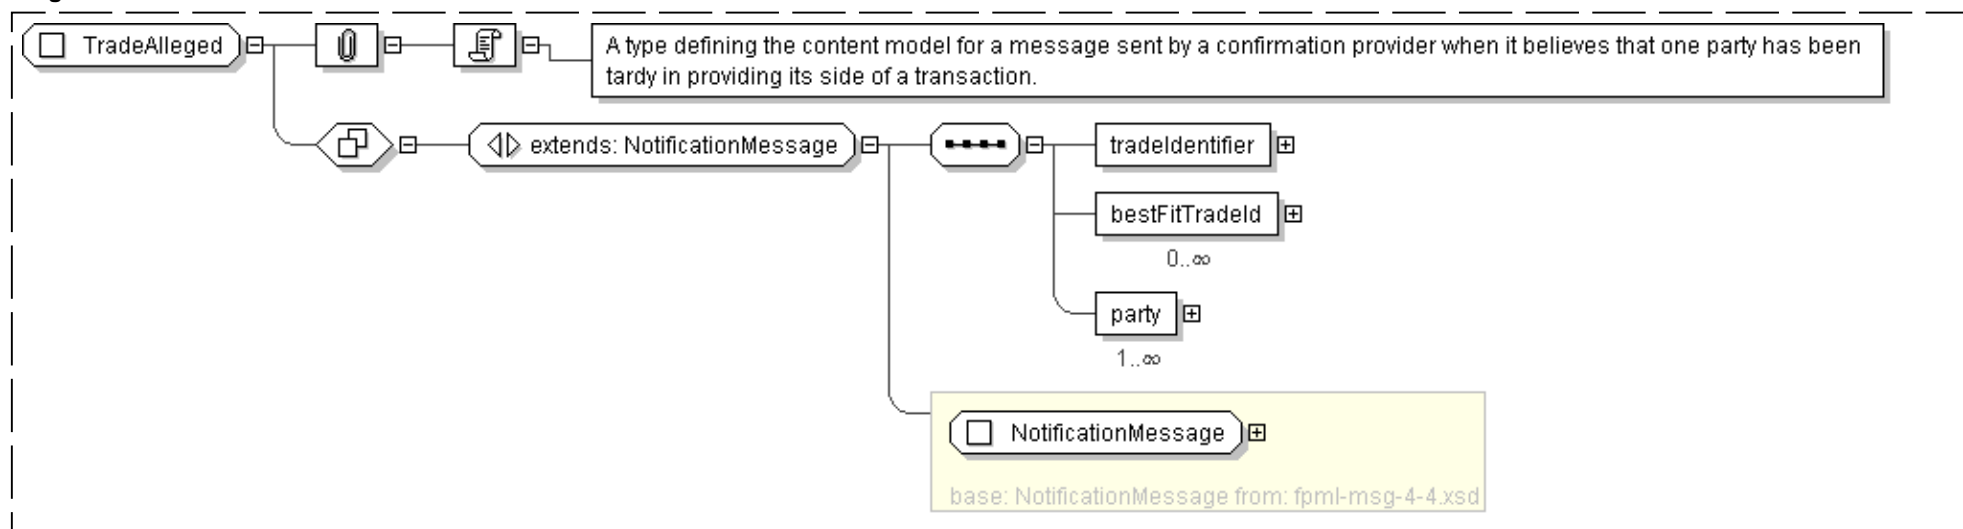 TradeAlleged
A type defining the content model for a message sent by a confirmation provider when it believes that one party has been
tardy in providing its side of a transaction.
extends: NotificationMessage
tradeIdentifier
bestFitTradeId
0..∞
party
1..∞
NotificationMessage
base: NotificationMessage from: fpml-msg-4-4.xsd